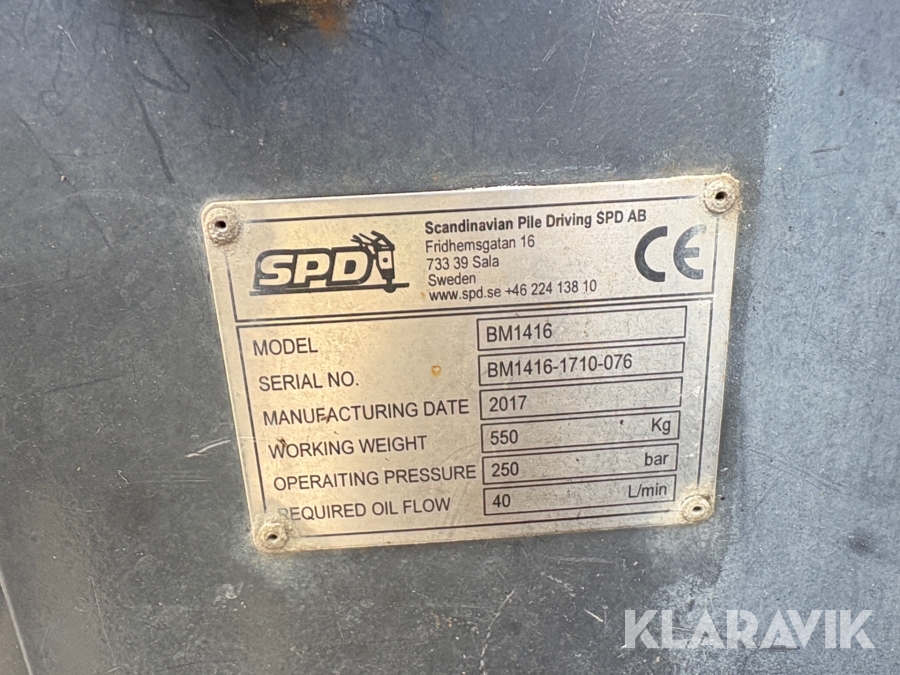 SPD
Scandinavian Pile Driving SPD AB
Fridhemsgatan 16
733 39 Sala
Sweden
www.spd.se +46 224 138 10
CE
MODEL BM1416
SERIAL NO. BM1416-1710-076
MANUFACTURING DATE 2017
WORKING WEIGHT 550 Kg
OPERAITING PRESSURE 250 bar
REQUIRED OIL FLOW 40 L/min
KLARAVIK